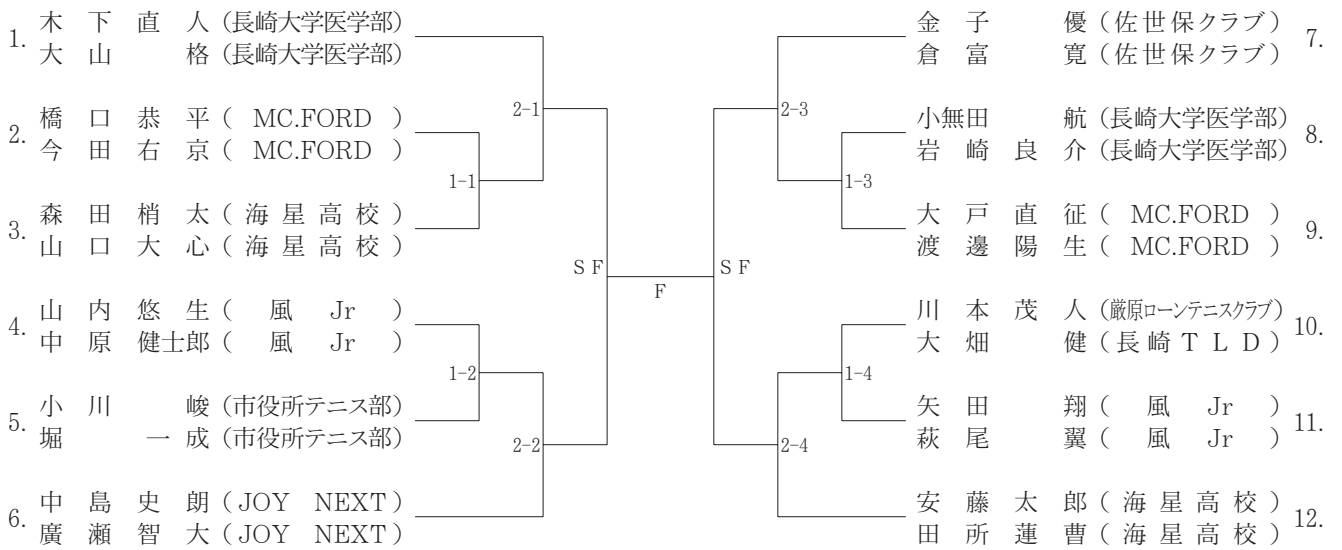 1. 木下直人(長崎大学医学部)
大山格(長崎大学医学部)
2. 橋口恭平( MC.FORD )
今田右京( MC.FORD )
3. 森田梢太(海星高校)
山口大心(海星高校)
4. 山内悠生( 風 Jr )
中原健士郎( 風 Jr )
5. 小川峻(市役所テニス部)
堀一成(市役所テニス部)
6. 中島史朗(JOY NEXT)
廣瀬智大(JOY NEXT)
2-1
1-1
1-2
2-2
SF
F
SF
2-3
1-3
1-4
2-4
金子優(佐世保クラブ) 7.
倉富寛(佐世保クラブ)
小無田航(長崎大学医学部) 8.
岩崎良介(長崎大学医学部)
大戸直征( MC.FORD ) 9.
渡邊陽生( MC.FORD )
川本茂人(厳原ローンテニスクラブ) 10.
大畑健(長崎TLD)
矢田翔( 風 Jr ) 11.
萩尾翼( 風 Jr )
安藤太郎(海星高校) 12.
田所蓮曹(海星高校)